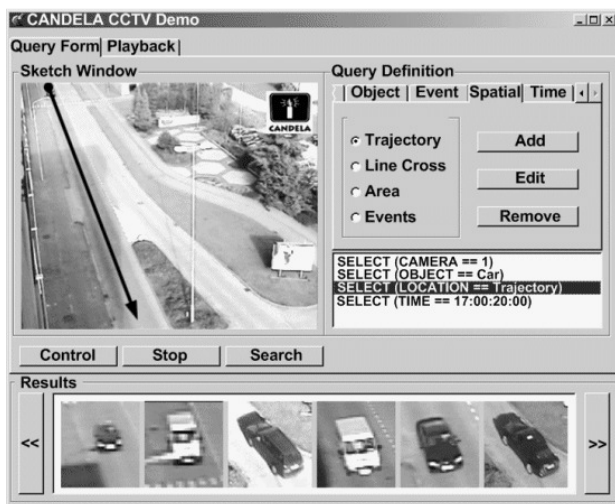 CANDELA CCTV Demo
Query Form Playback
Sketch Window
CANDELA
Query Definition
Object Event Spatial Time
Trajectory
Line Cross
Area
Events
Add
Edit
Remove
SELECT (CAMERA == 1)
SELECT (OBJECT == Car)
SELECT (LOCATION == Trajectory)
SELECT (TIME == 17:00:20:00)
Control Stop Search
Results
<< >>